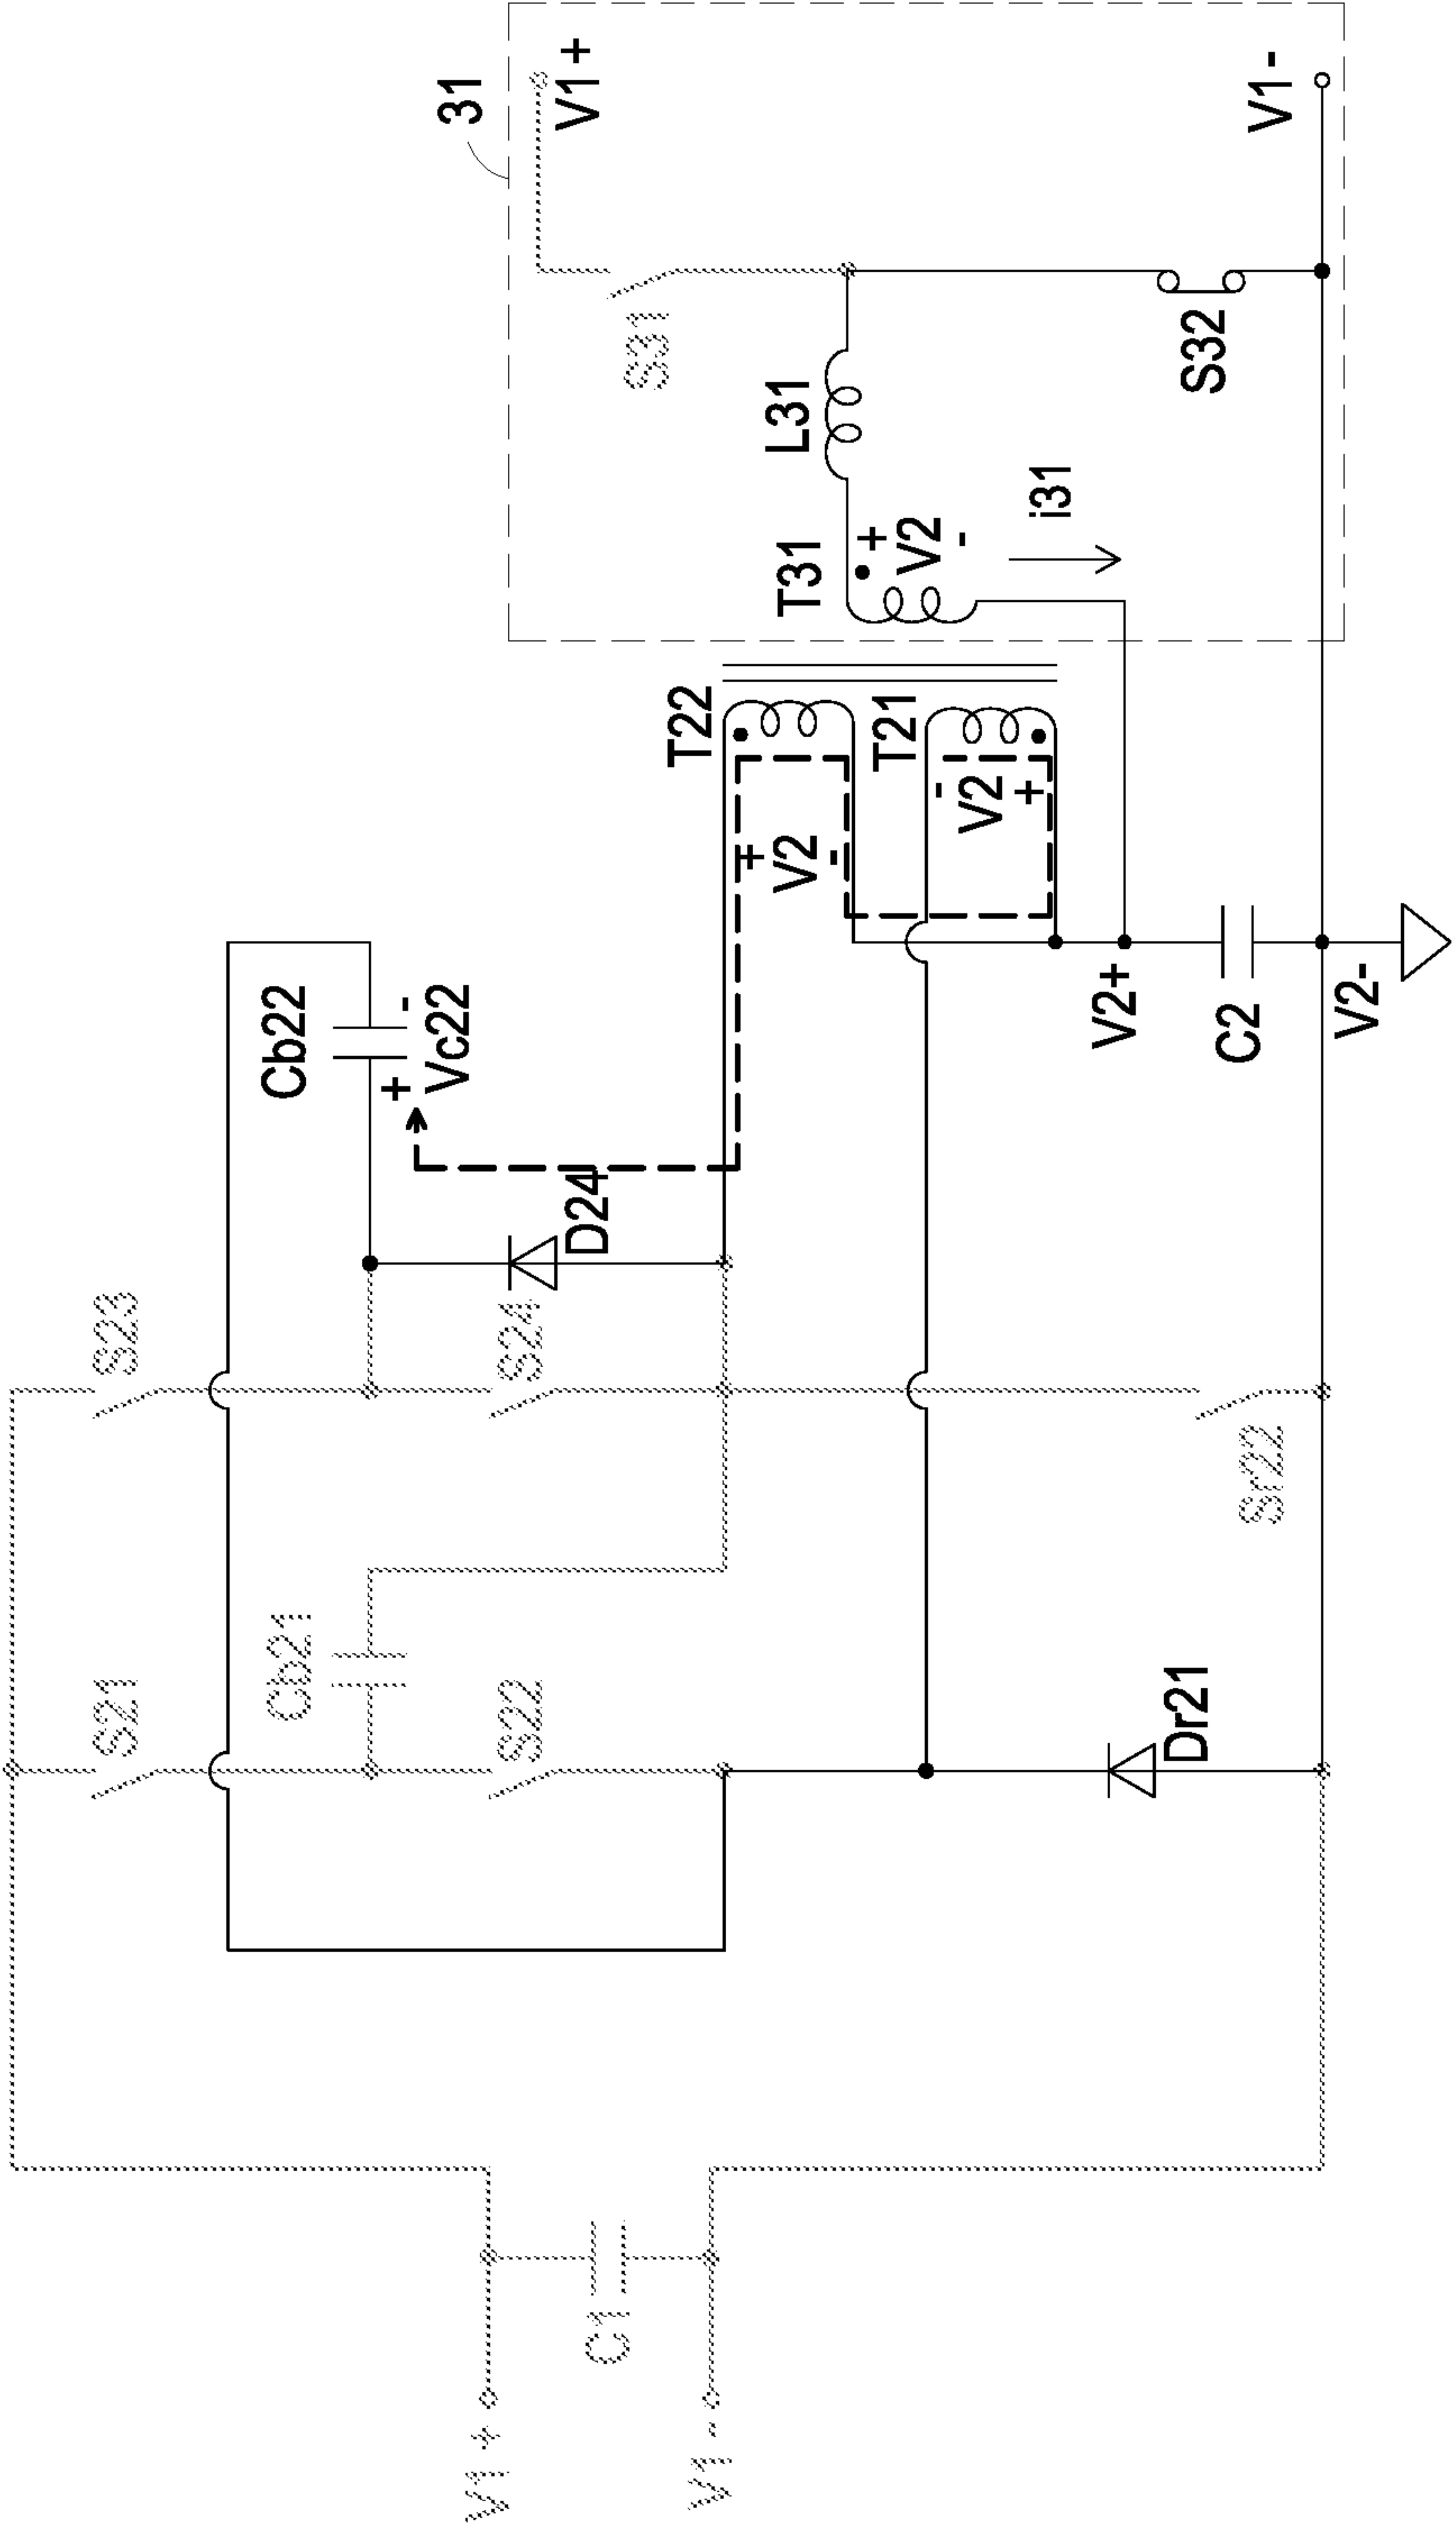 31
V1+
S31
L31
T31
+
V2
-
i31
S32
V1-
T22
T21
+
V2
-
-
V2
+
Cb22
+
-
Vc22
D24
V2+
C2
V2-
S23
S24
Sr22
Cb21
S21
S22
Dr21
C1
V1+
V1-